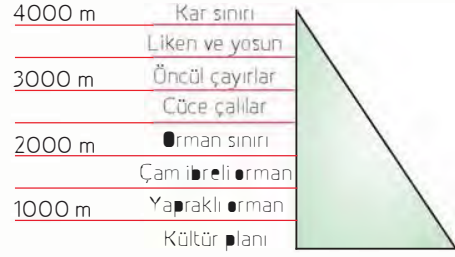 4000 m Kar sınırı
Liken ve yosun
3000 m Öncül çayırlar
Cüce çalılar
2000 m Orman sınırı
Çam ibreli orman
1000 m Yapraklı orman
Kültür planı